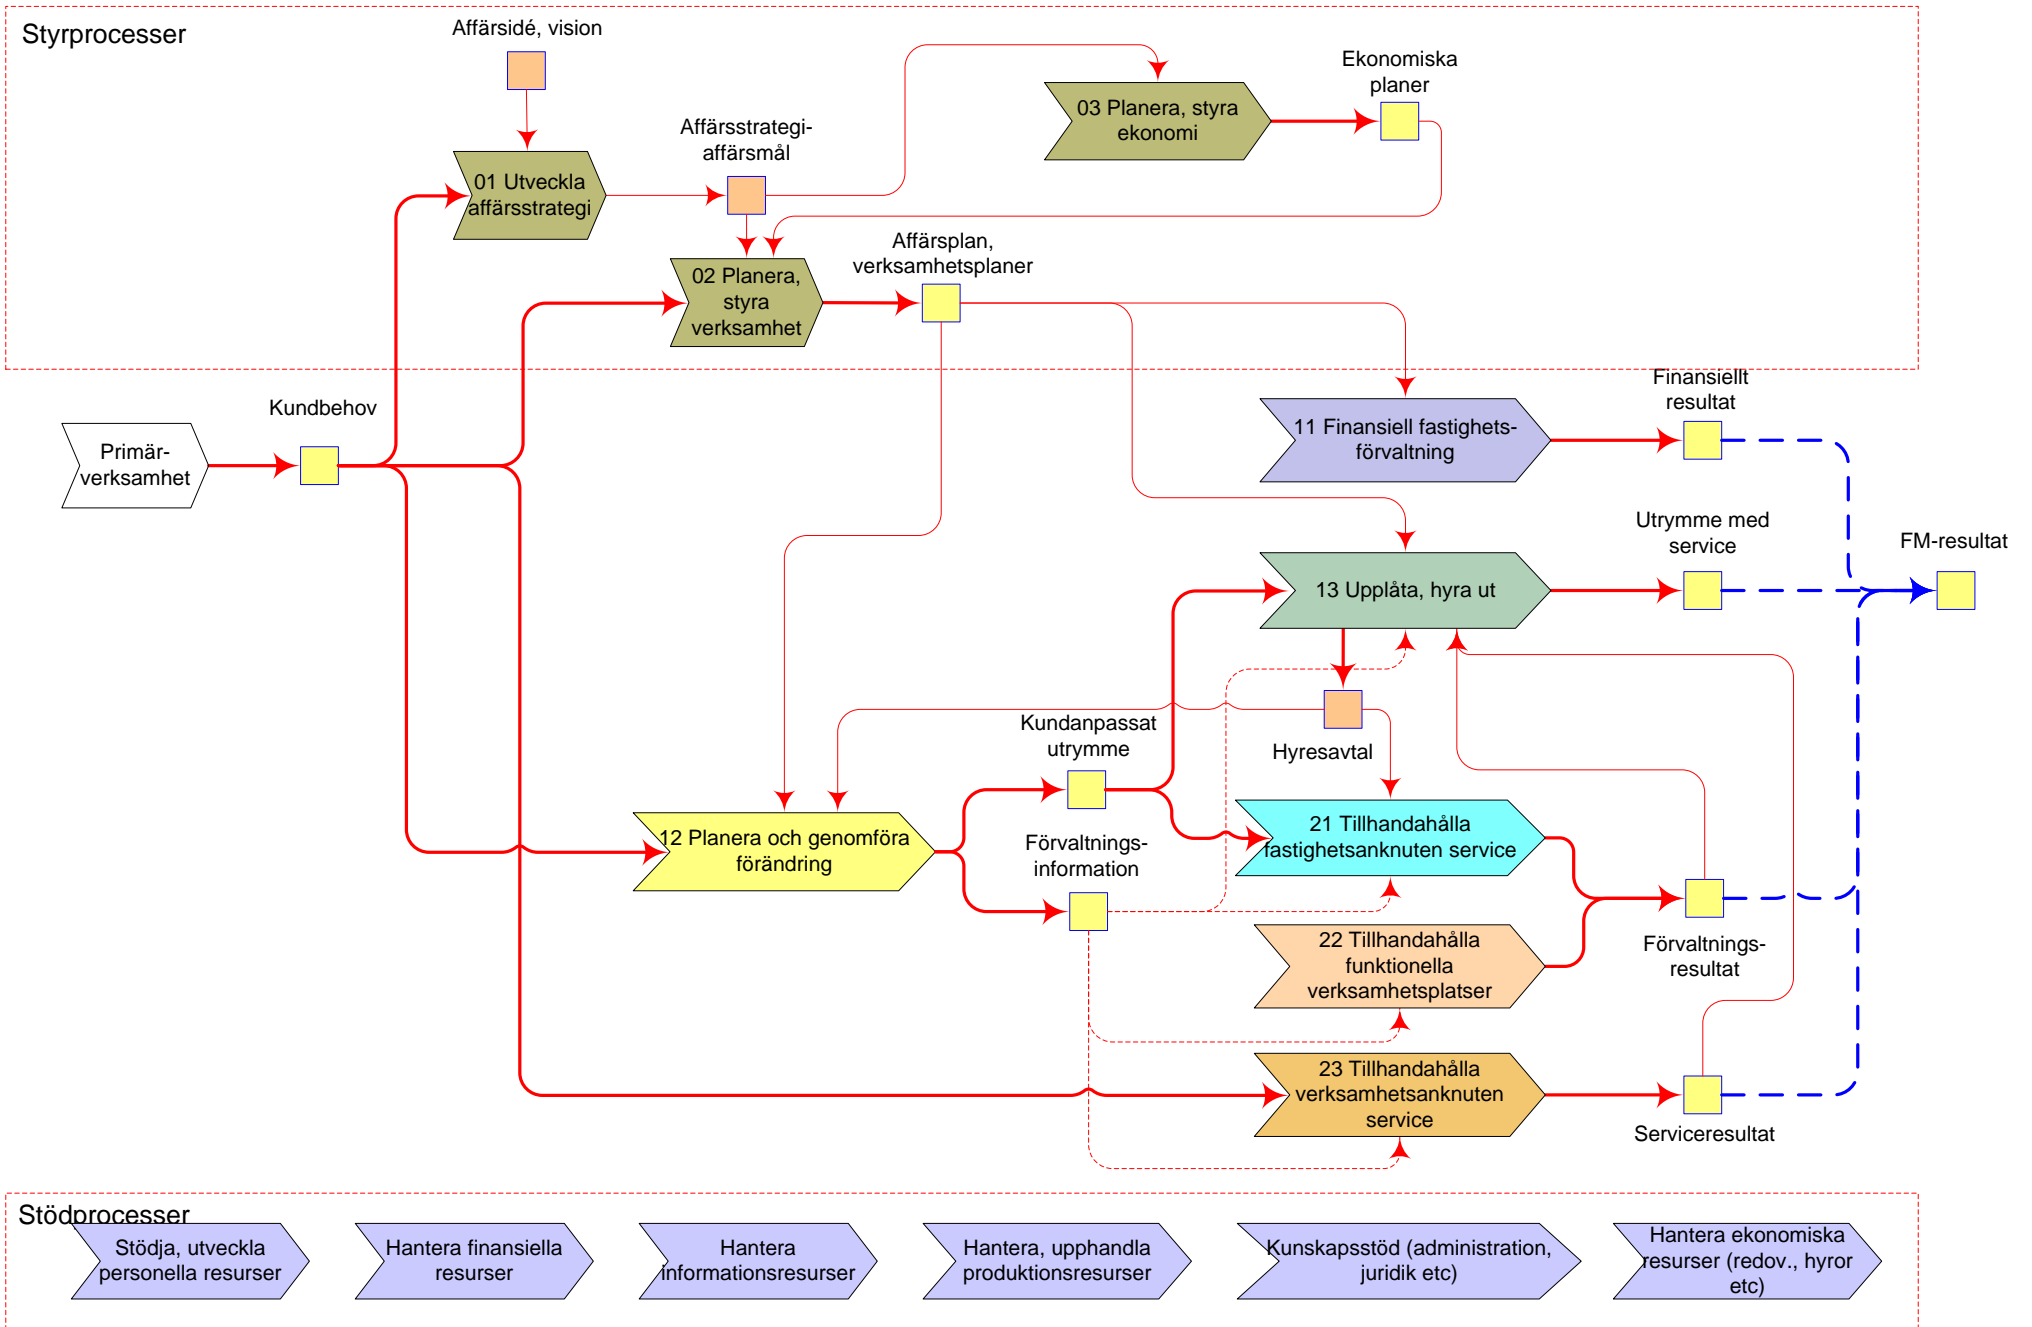 Styrprocesser
Affärsidé, vision
Ekonomiska
planer
03 Planera, styra
ekonomi
Affärsstrategi-
affärsmål
01 Utveckla
affärsstrategi
Affärsplan,
verksamhetsplaner
02 Planera,
styra
verksamhet
Finansiellt
resultat
Kundbehov
11 Finansiell fastighets-
förvaltning
Primär-
verksamhet
Utrymme med
service
FM-resultat
13 Upplåta, hyra ut
Kundanpassat
utrymme
Hyresavtal
12 Planera och genomföra
förändring
21 Tillhandahålla
fastighetsanknuten service
Förvaltnings-
information
22 Tillhandahålla
funktionella
verksamhetsplatser
Förvaltnings-
resultat
23 Tillhandahålla
verksamhetsanknuten
service
Serviceresultat
Stödprocesser
Stödja, utveckla
personella resurser
Hantera finansiella
resurser
Hantera
informationsresurser
Hantera, upphandla
produktionsresurser
Kunskapsstöd (administration,
juridik etc)
Hantera ekonomiska
resurser (redov., hyror
etc)